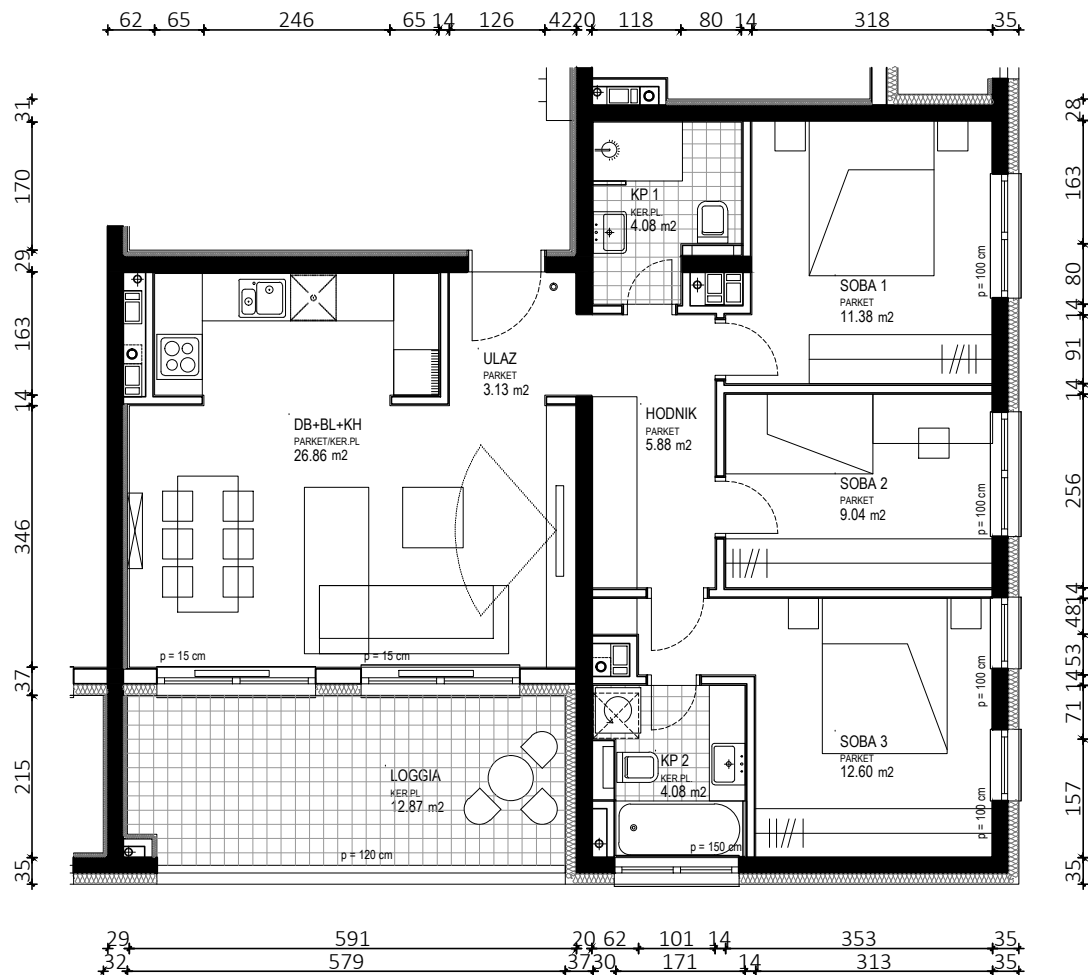 62 65 246 65 14 126 42 20 118 80 14 318 35
31
170
29
163
14
346
37
215
35
28
163
80
14
91
14
256
14
48
53
14
71
157
35
KP 1
KER.PL.
4.08 m2
SOBA 1
PARKET
11.38 m2
p = 100 cm
ULAZ
PARKET
3.13 m2
DB+BL+KH
PARKET/KER.PL
26.86 m2
HODNIK
PARKET
5.88 m2
SOBA 2
PARKET
9.04 m2
p = 100 cm
p = 15 cm
p = 15 cm
p = 100 cm
SOBA 3
PARKET
12.60 m2
KP 2
KER.PL.
4.08 m2
LOGGIA
KER.PL
12.87 m2
p = 100 cm
p = 150 cm
p = 120 cm
29 591 20 62 101 14 353 35
32 579 37 30 171 14 313 35